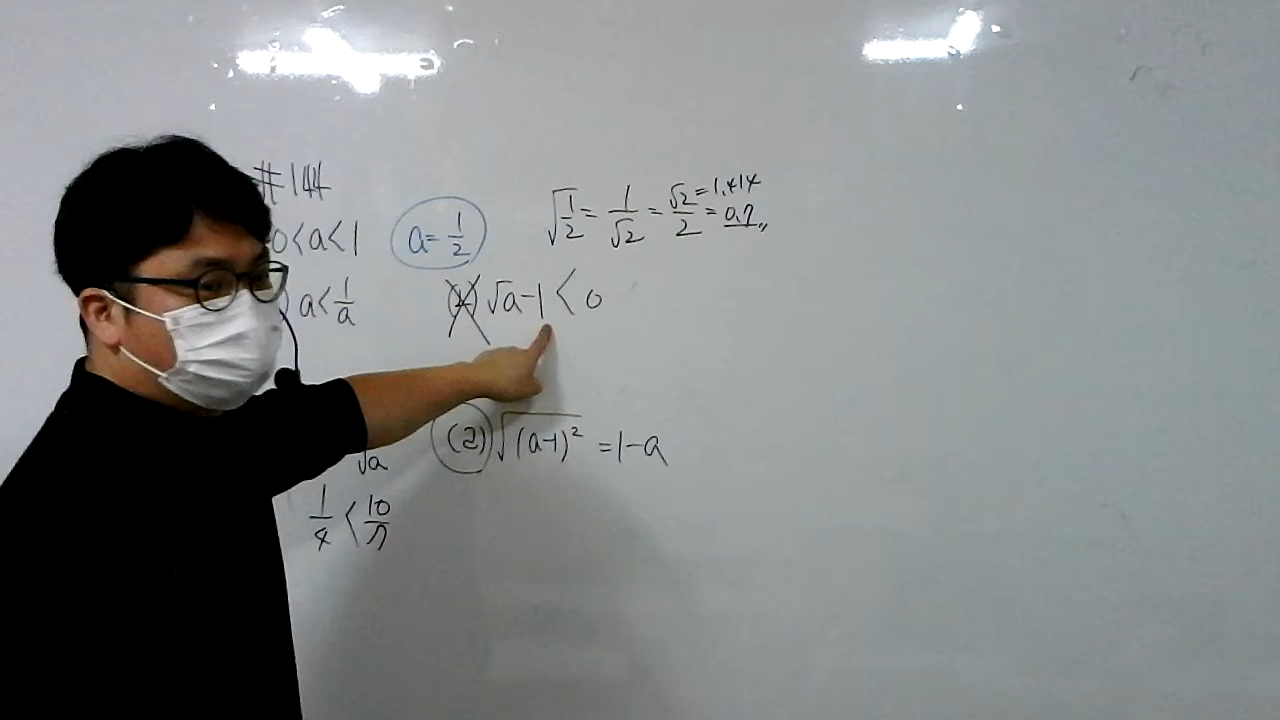 #144
0<a<1
a=1/2
√(1/2) = 1/√2 = √2/2 = 0.7,,
√2=1.414
) a<1/a
√a-1<0
√a
(2) √(a-1)² =1-a
1/4 < 10/7